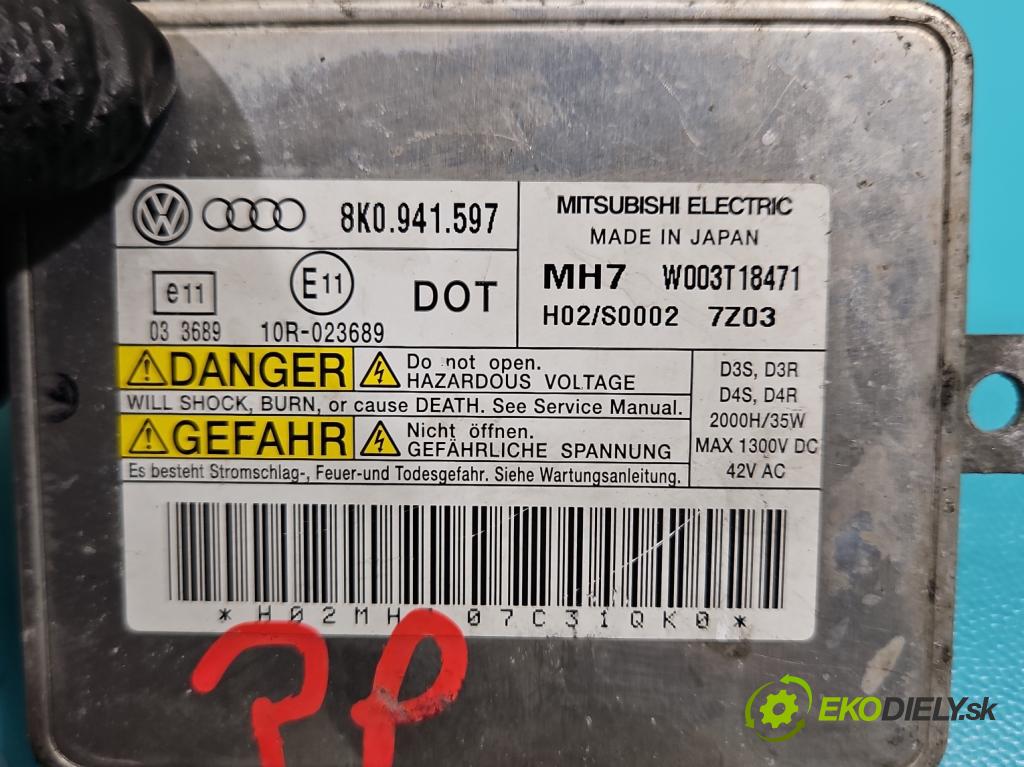 8K0.941.597
MITSUBISHI ELECTRIC
MADE IN JAPAN
e11
E11
DOT
MH7 W003T18471
03 3689 10R-023689
H02/S0002 7Z03
DANGER
Do not open.
HAZARDOUS VOLTAGE
WILL SHOCK, BURN, or cause DEATH. See Service Manual.
GEFAHR
Nicht öffnen.
GEFÄHRLICHE SPANNUNG
Es besteht Stromschlag-, Feuer-und Todesgefahr. Siehe Wartungsanleitung.
D3S, D3R
D4S, D4R
2000H/35W
MAX 1300V DC
42V AC
EKODIELY.sk